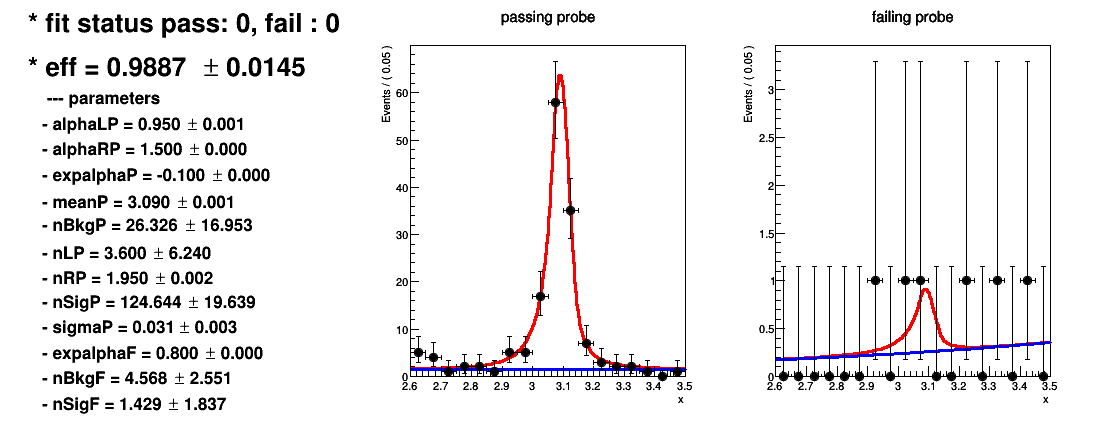 * fit status pass: 0, fail : 0
* eff = 0.9887 ± 0.0145
--- parameters
- alphaLP = 0.950 ± 0.001
- alphaRP = 1.500 ± 0.000
- expalphaP = -0.100 ± 0.000
- meanP = 3.090 ± 0.001
- nBkgP = 26.326 ± 16.953
- nLP = 3.600 ± 6.240
- nRP = 1.950 ± 0.002
- nSigP = 124.644 ± 19.639
- sigmaP = 0.031 ± 0.003
- expalphaF = 0.800 ± 0.000
- nBkgF = 4.568 ± 2.551
- nSigF = 1.429 ± 1.837
passing probe
Events / ( 0.05 )
60
50
40
30
20
10
0
2.6 2.7 2.8 2.9 3 3.1 3.2 3.3 3.4 3.5
x
failing probe
Events / ( 0.05 )
3
2.5
2
1.5
1
0.5
0
2.6 2.7 2.8 2.9 3 3.1 3.2 3.3 3.4 3.5
x